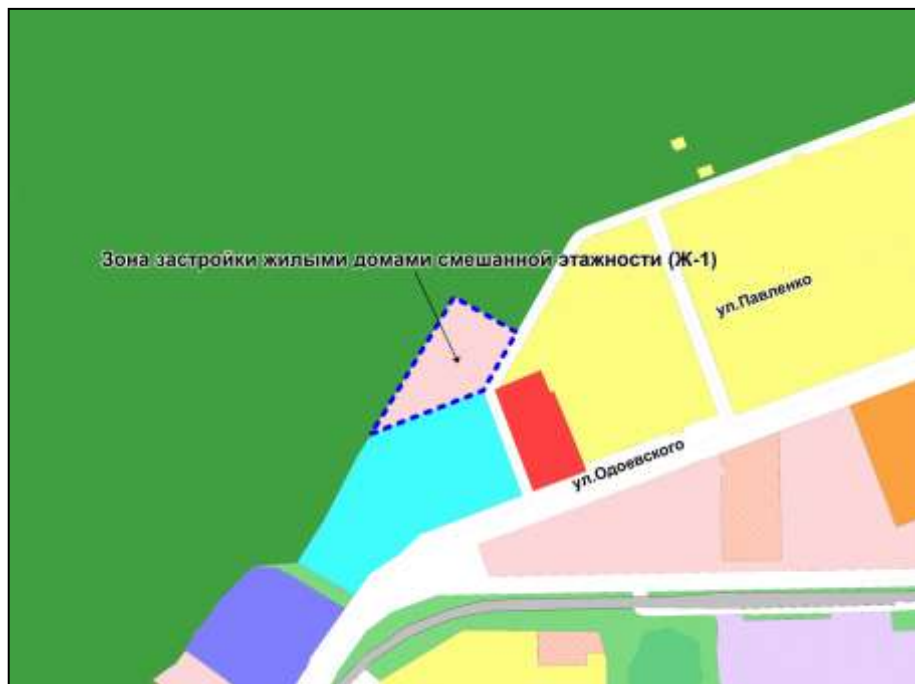 Зона застройки жилыми домами смешанной этажности (Ж-1)
ул.Павленко
ул.Одоевского